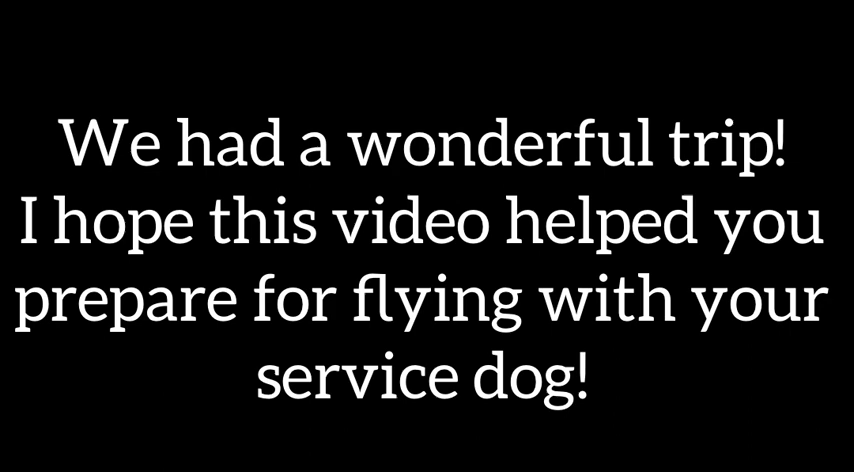 We had a wonderful trip!
I hope this video helped you
prepare for flying with your
service dog!